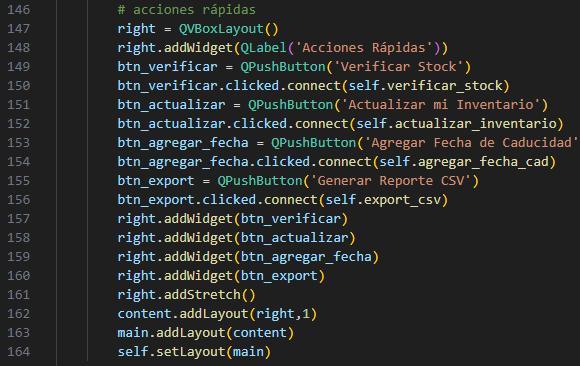 146 # acciones rápidas
147 right = QVBoxLayout()
148 right.addWidget(QLabel('Acciones Rápidas'))
149 btn_verificar = QPushButton('Verificar Stock')
150 btn_verificar.clicked.connect(self.verificar_stock)
151 btn_actualizar = QPushButton('Actualizar mi Inventario')
152 btn_actualizar.clicked.connect(self.actualizar_inventario)
153 btn_agregar_fecha = QPushButton('Agregar Fecha de Caducidad'
154 btn_agregar_fecha.clicked.connect(self.agregar_fecha_cad)
155 btn_export = QPushButton('Generar Reporte CSV')
156 btn_export.clicked.connect(self.export_csv)
157 right.addWidget(btn_verificar)
158 right.addWidget(btn_actualizar)
159 right.addWidget(btn_agregar_fecha)
160 right.addWidget(btn_export)
161 right.addStretch()
162 content.addLayout(right,1)
163 main.addLayout(content)
164 self.setLayout(main)